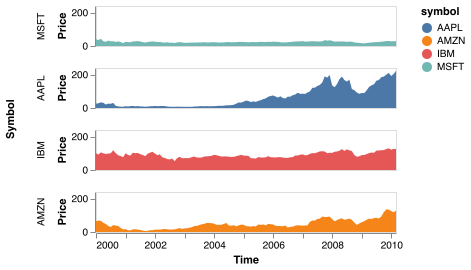 symbol
AAPL
AMZN
IBM
MSFT
Symbol
MSFT
Price
200
0
AAPL
Price
200
0
IBM
Price
200
0
AMZN
Price
200
0
2000 2002 2004 2006 2008 2010
Time